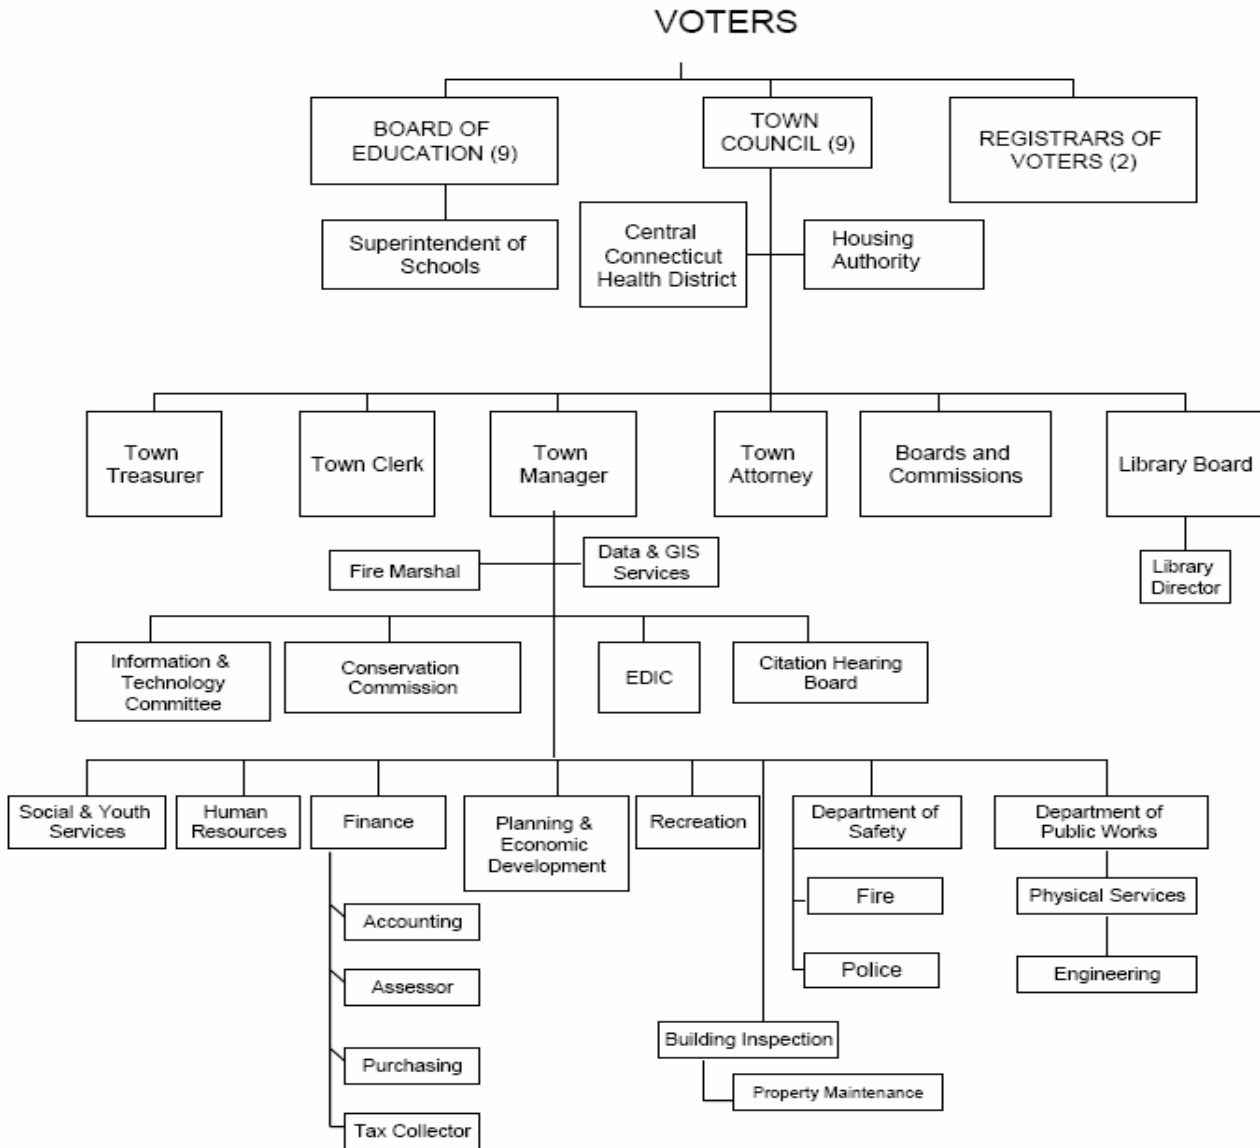 VOTERS
BOARD OF
EDUCATION (9)
TOWN
COUNCIL (9)
REGISTRARS OF
VOTERS (2)
Superintendent of
Schools
Central
Connecticut
Health District
Housing
Authority
Town
Treasurer
Town Clerk
Town
Manager
Town
Attorney
Boards and
Commissions
Library Board
Fire Marshal
Data & GIS
Services
Library
Director
Information &
Technology
Committee
Conservation
Commission
EDIC
Citation Hearing
Board
Social & Youth
Services
Human
Resources
Finance
Planning &
Economic
Development
Recreation
Department of
Safety
Department of
Public Works
Accounting
Fire
Physical Services
Assessor
Police
Engineering
Building Inspection
Purchasing
Property Maintenance
Tax Collector